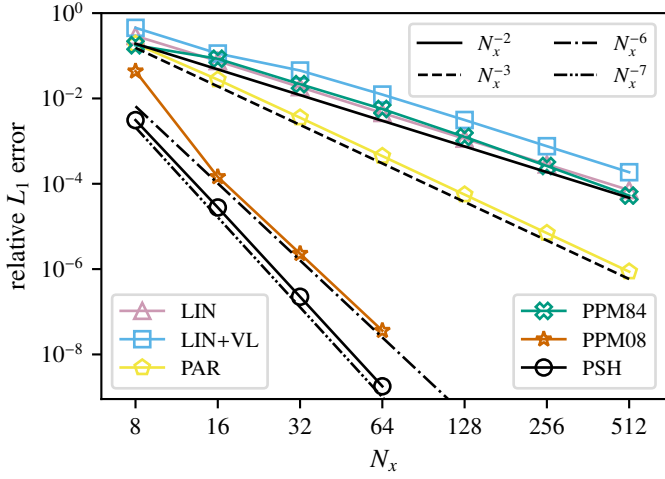 10^0
10^{-2}
10^{-4}
10^{-6}
10^{-8}
relative L_1 error
N_x^{-2}
N_x^{-3}
N_x^{-6}
N_x^{-7}
LIN
LIN+VL
PAR
PPM84
PPM08
PSH
8 16 32 64 128 256 512
N_x